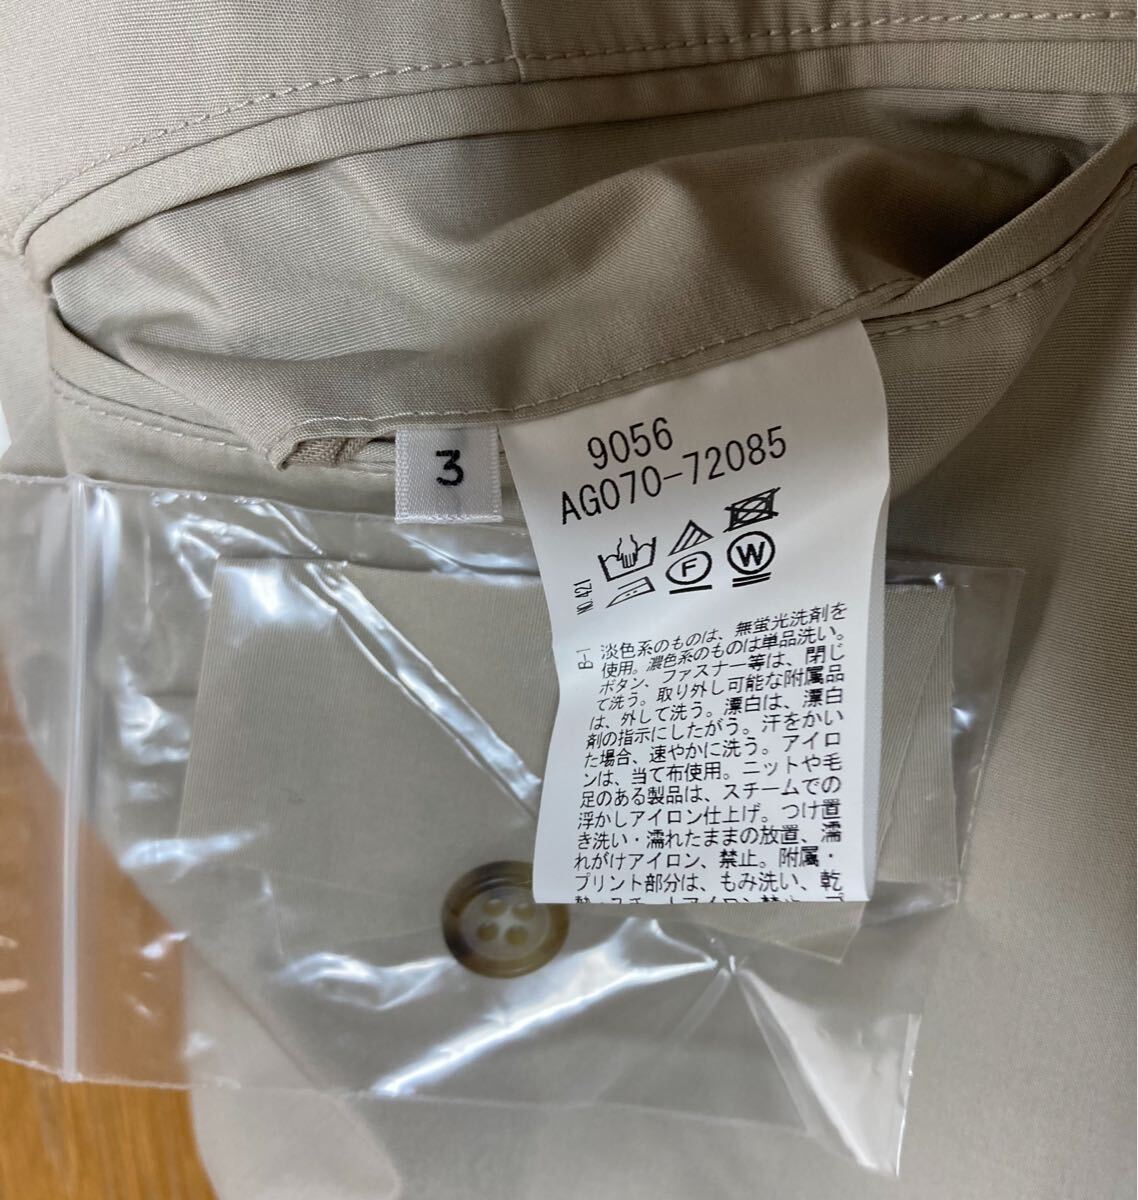 3
9056
AG070-72085
F
W
NO.421
B-1
淡色系のものは、無蛍光洗剤を
使用。濃色系のものは単品洗い。
ボタン、ファスナー等は、閉じ
て洗う。取り外し可能な附属品
は、外して洗う。漂白は、漂白
剤の指示にしたがう。汗をかい
た場合、速やかに洗う。アイロ
ンは、当て布使用。ニットや毛
足のある製品は、スチームでの
浮かしアイロン仕上げ。つけ置
き洗い・濡れたままの放置、濡
れがけアイロン、禁止。附属・
プリント部分は、もみ洗い、乾